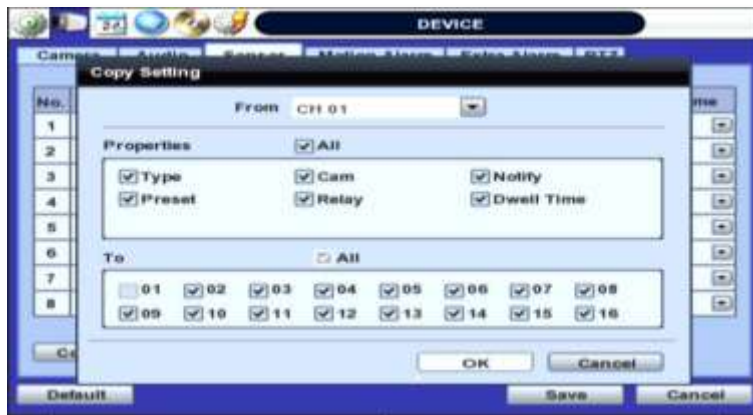 DEVICE
Copy Setting
From CH 01
No.
1
2
3
4
5
6
7
8
Properties All
Type Cam Notify
Preset Relay Dwell Time
To All
01 02 03 04 05 06 07 08
09 10 11 12 13 14 15 16
OK Cancel
Default Save Cancel